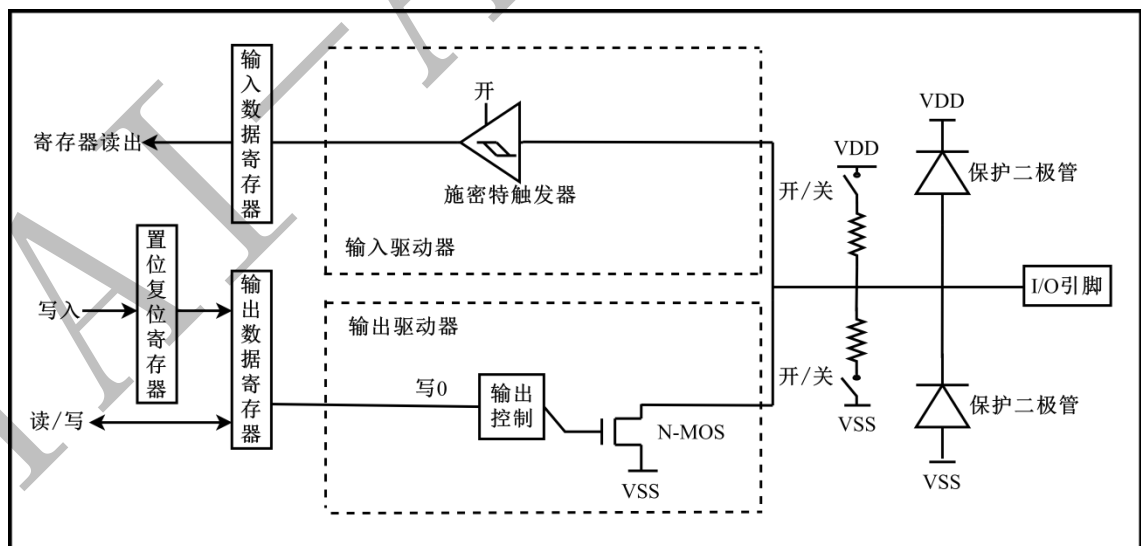 输入数据寄存器
开
VDD
寄存器读出
施密特触发器
VDD
保护二极管
开/关
输入驱动器
置位复位寄存器
输出数据寄存器
I/O引脚
写入
输出驱动器
开/关
写0
输出
控制
保护二极管
读/写
N-MOS
VSS
VSS
VSS